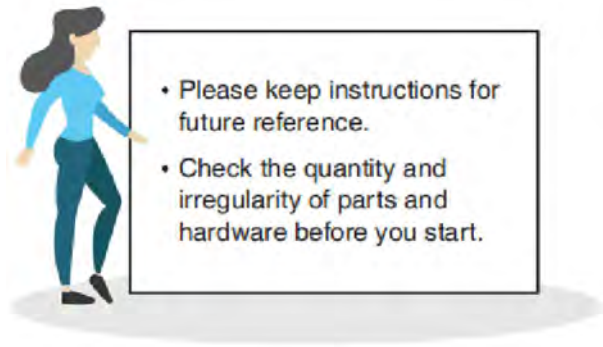 • Please keep instructions for
future reference.
• Check the quantity and
irregularity of parts and
hardware before you start.